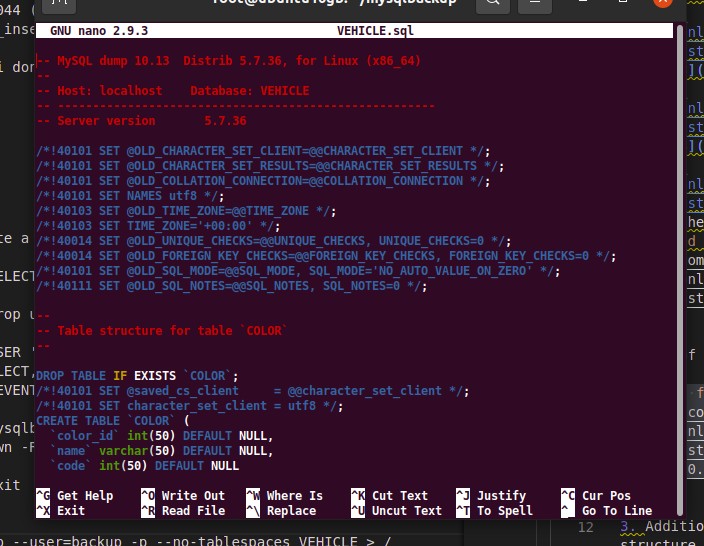 GNU nano 2.9.3 VEHICLE.sql
-- MySQL dump 10.13  Distrib 5.7.36, for Linux (x86_64)
--
-- Host: localhost    Database: VEHICLE
-- ------------------------------------------------------
-- Server version       5.7.36
/*!40101 SET @OLD_CHARACTER_SET_CLIENT=@@CHARACTER_SET_CLIENT */;
/*!40101 SET @OLD_CHARACTER_SET_RESULTS=@@CHARACTER_SET_RESULTS */;
/*!40101 SET @OLD_COLLATION_CONNECTION=@@COLLATION_CONNECTION */;
/*!40101 SET NAMES utf8 */;
/*!40103 SET @OLD_TIME_ZONE=@@TIME_ZONE */;
/*!40103 SET TIME_ZONE='+00:00' */;
/*!40014 SET @OLD_UNIQUE_CHECKS=@@UNIQUE_CHECKS, UNIQUE_CHECKS=0 */;
/*!40014 SET @OLD_FOREIGN_KEY_CHECKS=@@FOREIGN_KEY_CHECKS, FOREIGN_KEY_CHECKS=0 */;
/*!40101 SET @OLD_SQL_MODE=@@SQL_MODE, SQL_MODE='NO_AUTO_VALUE_ON_ZERO' */;
/*!40111 SET @OLD_SQL_NOTES=@@SQL_NOTES, SQL_NOTES=0 */;
--
-- Table structure for table `COLOR`
--
DROP TABLE IF EXISTS `COLOR`;
/*!40101 SET @saved_cs_client     = @@character_set_client */;
/*!40101 SET character_set_client = utf8 */;
CREATE TABLE `COLOR` (
`color_id` int(50) DEFAULT NULL,
`name` varchar(50) DEFAULT NULL,
`code` int(50) DEFAULT NULL
^G Get Help ^O Write Out ^W Where Is ^K Cut Text ^J Justify ^C Cur Pos
^X Exit ^R Read File ^\ Replace ^U Uncut Text ^T To Spell ^_ Go To Line
12 3. Additio
structure
--user=backup -p --no-tablespaces VEHICLE > /